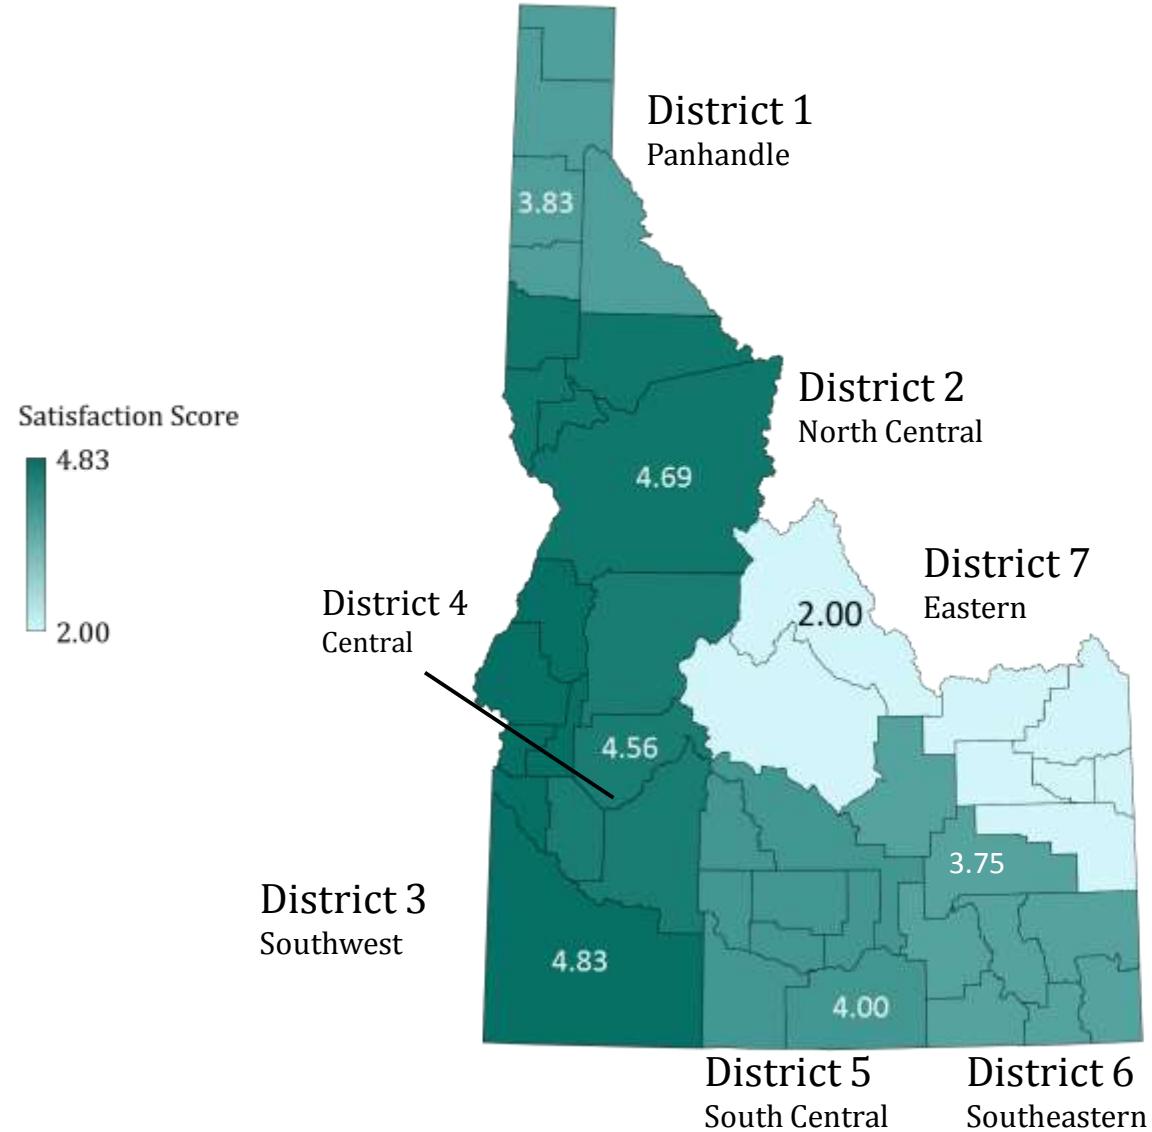 District 1
Panhandle
3.83
District 2
North Central
Satisfaction Score
4.83
2.00
4.69
District 7
Eastern
2.00
District 4
Central
4.56
3.75
District 3
Southwest
4.83
4.00
District 5
South Central
District 6
Southeastern